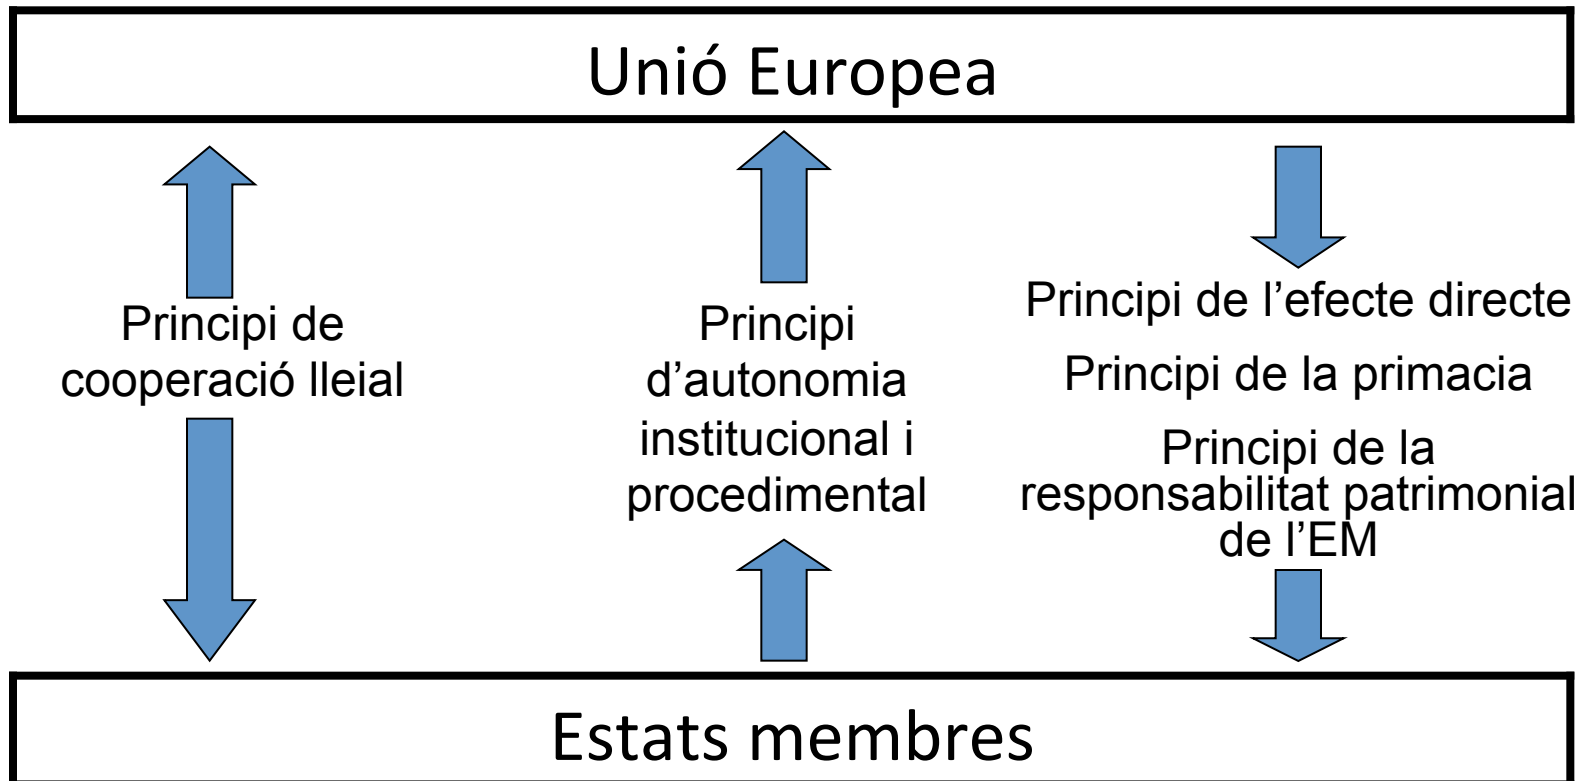 Unió Europea
Principi de
cooperació lleial
Principi
d’autonomia
institucional i
procedimental
Principi de l’efecte directe
Principi de la primacia
Principi de la
responsabilitat patrimonial
de l’EM
Estats membres